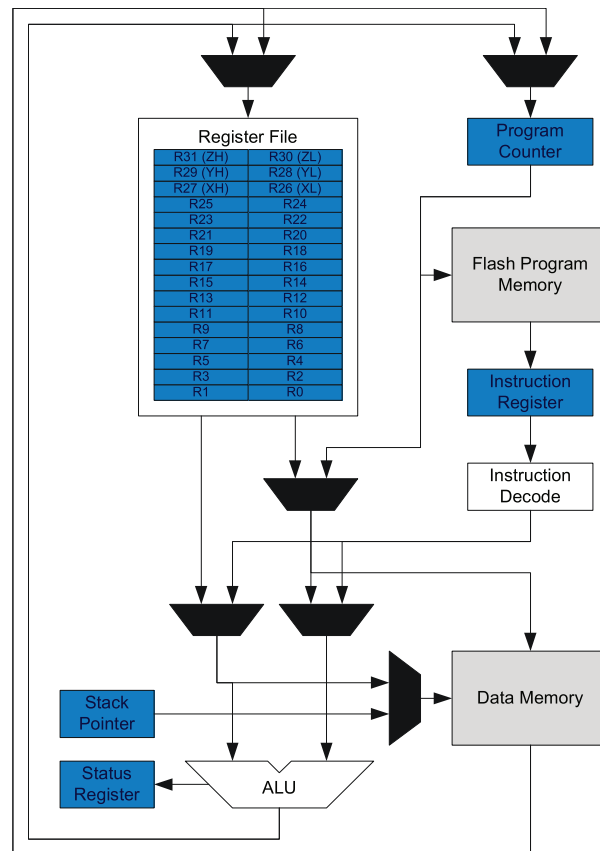 Register File
R31 (ZH) R30 (ZL)
R29 (YH) R28 (YL)
R27 (XH) R26 (XL)
R25 R24
R23 R22
R21 R20
R19 R18
R17 R16
R15 R14
R13 R12
R11 R10
R9 R8
R7 R6
R5 R4
R3 R2
R1 R0
Program
Counter
Flash Program
Memory
Instruction
Register
Instruction
Decode
Stack
Pointer
Data Memory
Status
Register
ALU